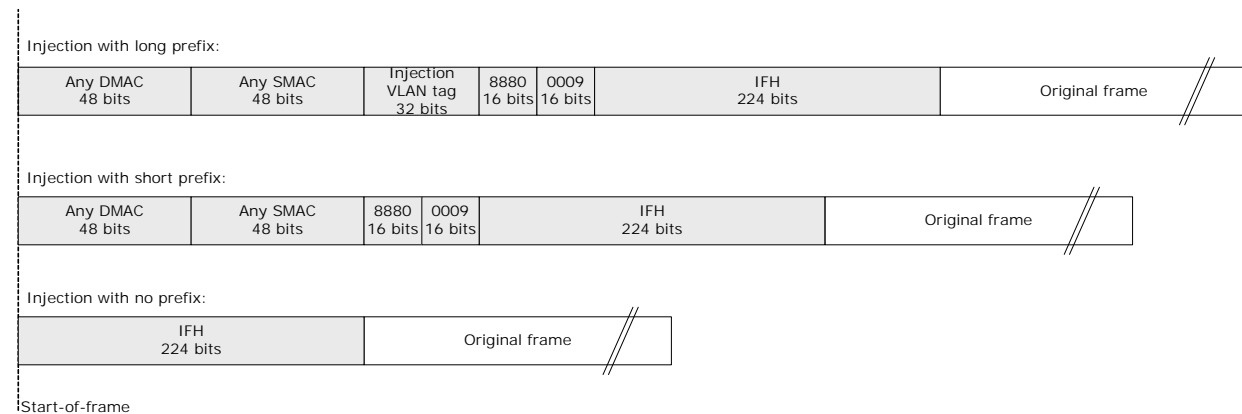 Injection with long prefix:
Any DMAC
48 bits
Any SMAC
48 bits
Injection
VLAN tag
32 bits
8880
16 bits
0009
16 bits
IFH
224 bits
Original frame
Injection with short prefix:
Any DMAC
48 bits
Any SMAC
48 bits
8880
16 bits
0009
16 bits
IFH
224 bits
Original frame
Injection with no prefix:
IFH
224 bits
Original frame
Start-of-frame